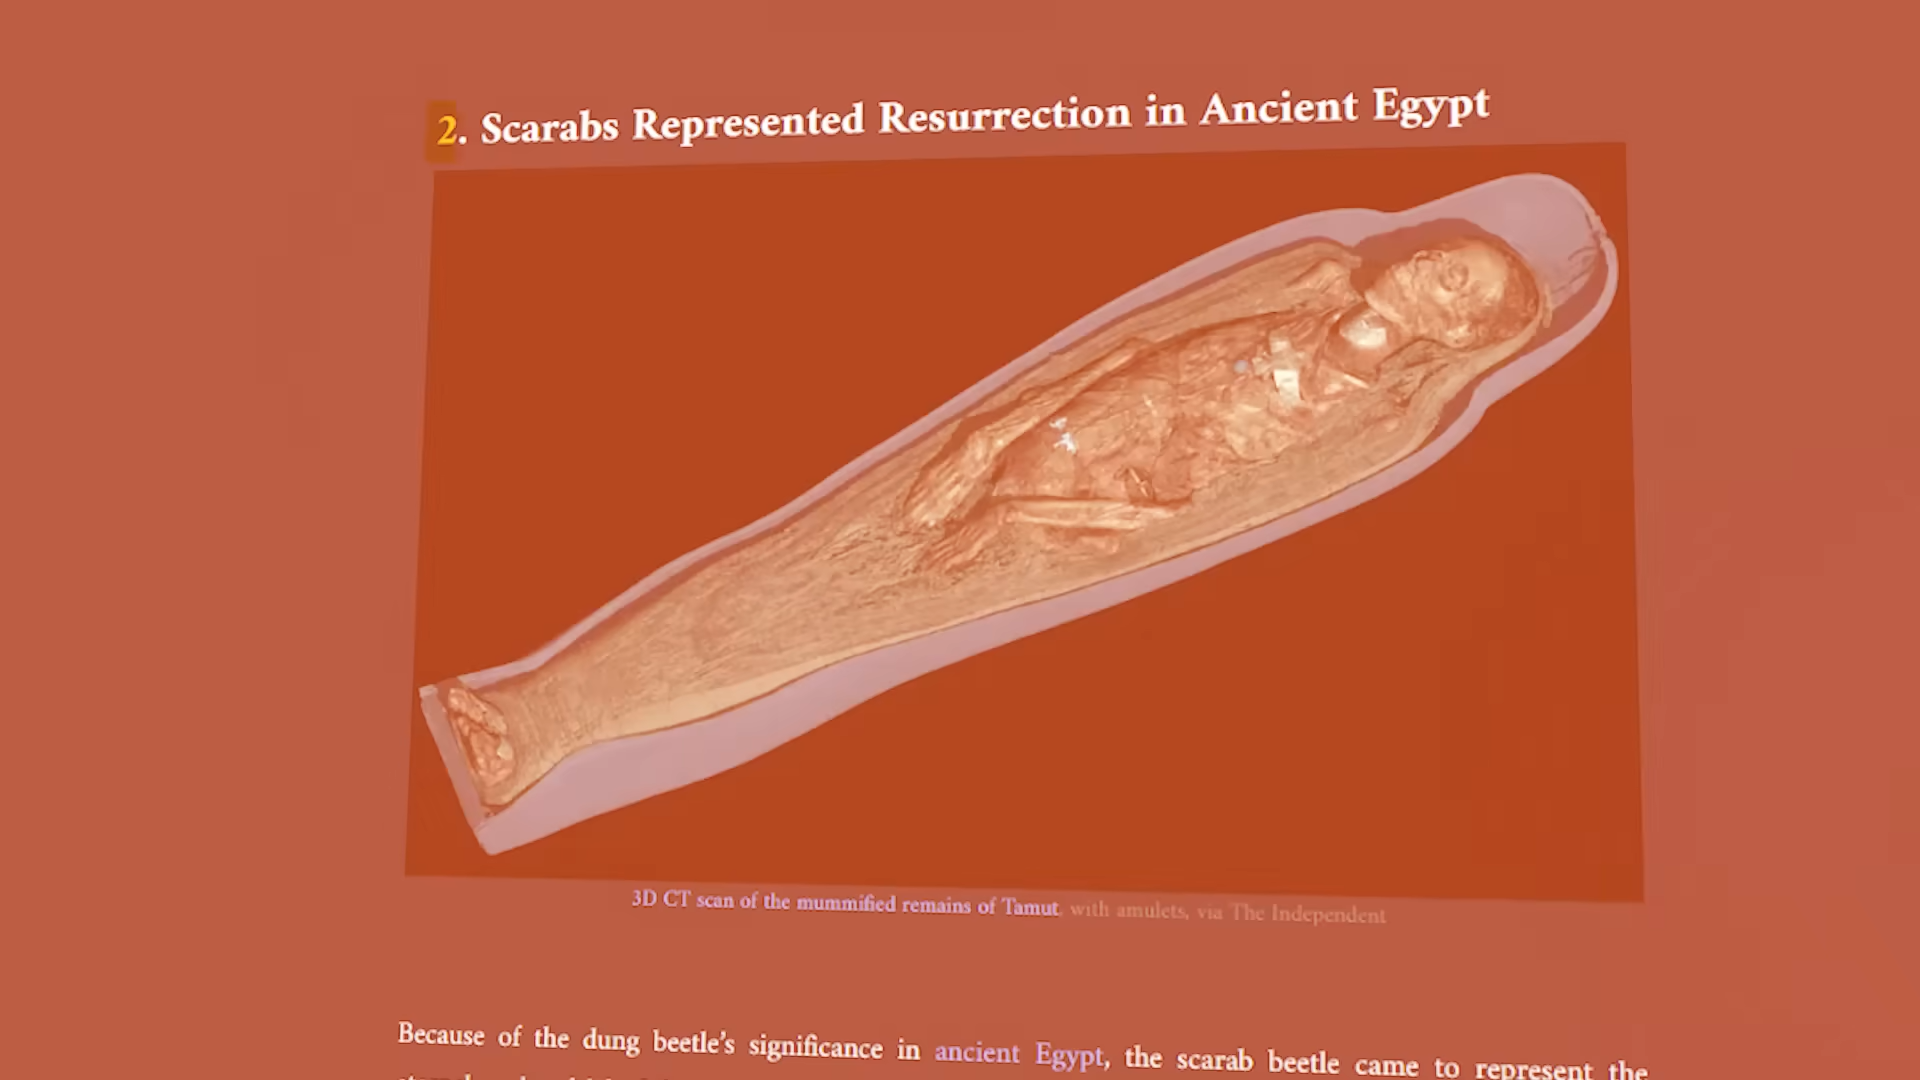 2. Scarabs Represented Resurrection in Ancient Egypt
3D CT scan of the mummified remains of Tamut, with amulets, via The Independent
Because of the dung beetle's significance in ancient Egypt, the scarab beetle came to represent the